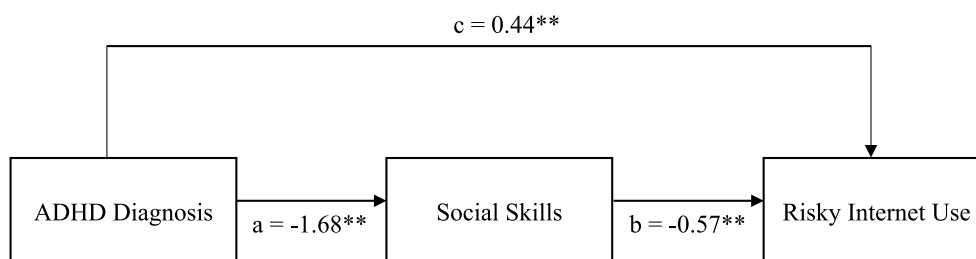 c = 0.44**
ADHD Diagnosis
a = -1.68**
Social Skills
b = -0.57**
Risky Internet Use